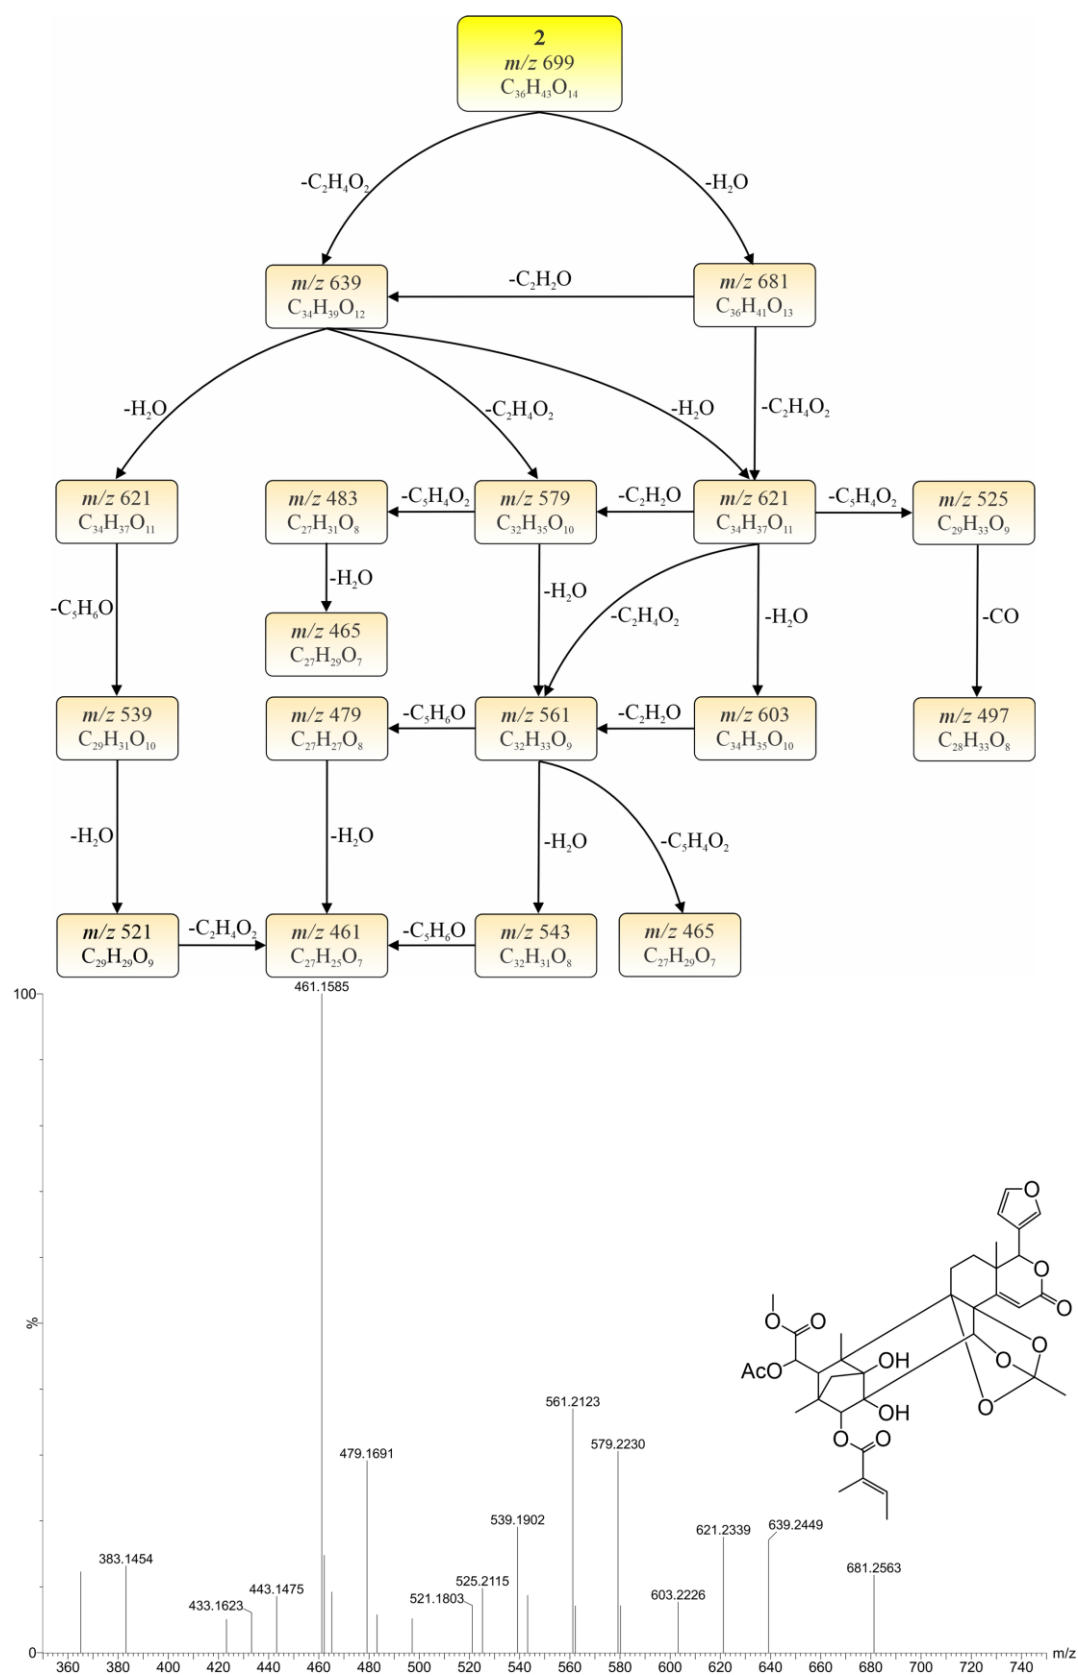 2
m/z 699
C₃₆H₄₃O₁₄
-C₂H₄O₂
-H₂O
m/z 639
C₃₄H₃₉O₁₂
-C₂H₂O
m/z 681
C₃₆H₄₁O₁₃
-H₂O
-C₂H₄O₂
-H₂O
-C₂H₄O₂
m/z 621
C₃₄H₃₇O₁₁
m/z 483
C₂₇H₃₁O₈
-C₅H₄O₂
m/z 579
C₃₂H₃₅O₁₀
-C₂H₂O
m/z 621
C₃₄H₃₇O₁₁
-C₅H₄O₂
m/z 525
C₂₉H₃₃O₉
-C₅H₆O
-H₂O
-H₂O
-C₂H₄O₂
-H₂O
-CO
m/z 465
C₂₇H₂₉O₇
m/z 539
C₂₉H₃₁O₁₀
m/z 479
C₂₇H₂₇O₈
-C₅H₆O
m/z 561
C₃₂H₃₃O₉
-C₂H₂O
m/z 603
C₃₄H₃₅O₁₀
m/z 497
C₂₈H₃₃O₈
-H₂O
-H₂O
-H₂O
-C₅H₄O₂
m/z 521
C₂₉H₂₉O₉
-C₂H₄O₂
m/z 461
C₂₇H₂₅O₇
-C₅H₆O
m/z 543
C₃₂H₃₁O₈
m/z 465
C₂₇H₂₉O₇
100
461.1585
%
0
383.1454
433.1623
443.1475
479.1691
521.1803
525.2115
539.1902
561.2123
579.2230
603.2226
621.2339
639.2449
681.2563
O
O
O
O
O
AcO
OH
O
O
OH
O
O
O
360 380 400 420 440 460 480 500 520 540 560 580 600 620 640 660 680 700 720 740 m/z